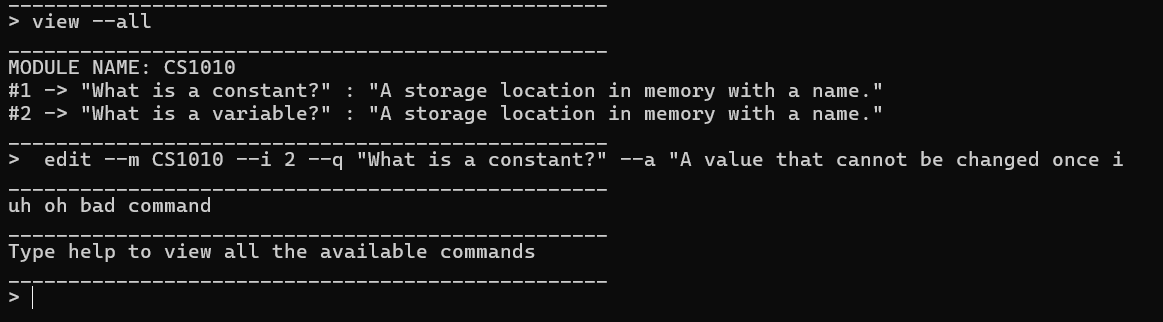 __________________________________________________
> view --all
__________________________________________________
MODULE NAME: CS1010
#1 -> "What is a constant?" : "A storage location in memory with a name."
#2 -> "What is a variable?" : "A storage location in memory with a name."
__________________________________________________
>  edit --m CS1010 --i 2 --q "What is a constant?" --a "A value that cannot be changed once i
__________________________________________________
uh oh bad command
__________________________________________________
Type help to view all the available commands
__________________________________________________
>